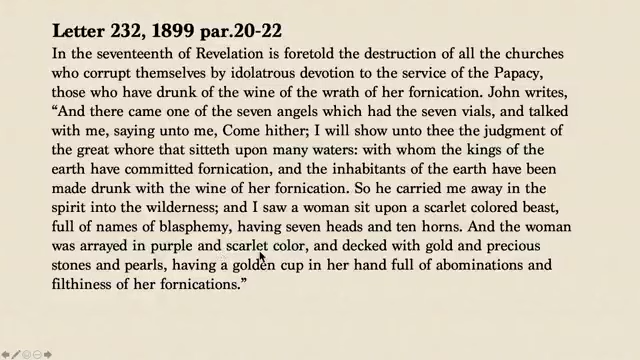 Letter 232, 1899 par.20-22
In the seventeenth of Revelation is foretold the destruction of all the churches
who corrupt themselves by idolatrous devotion to the service of the Papacy,
those who have drunk of the wine of the wrath of her fornication. John writes,
“And there came one of the seven angels which had the seven vials, and talked
with me, saying unto me, Come hither; I will show unto thee the judgment of
the great whore that sitteth upon many waters: with whom the kings of the
earth have committed fornication, and the inhabitants of the earth have been
made drunk with the wine of her fornication. So he carried me away in the
spirit into the wilderness; and I saw a woman sit upon a scarlet colored beast,
full of names of blasphemy, having seven heads and ten horns. And the woman
was arrayed in purple and scarlet color, and decked with gold and precious
stones and pearls, having a golden cup in her hand full of abominations and
filthiness of her fornications.”